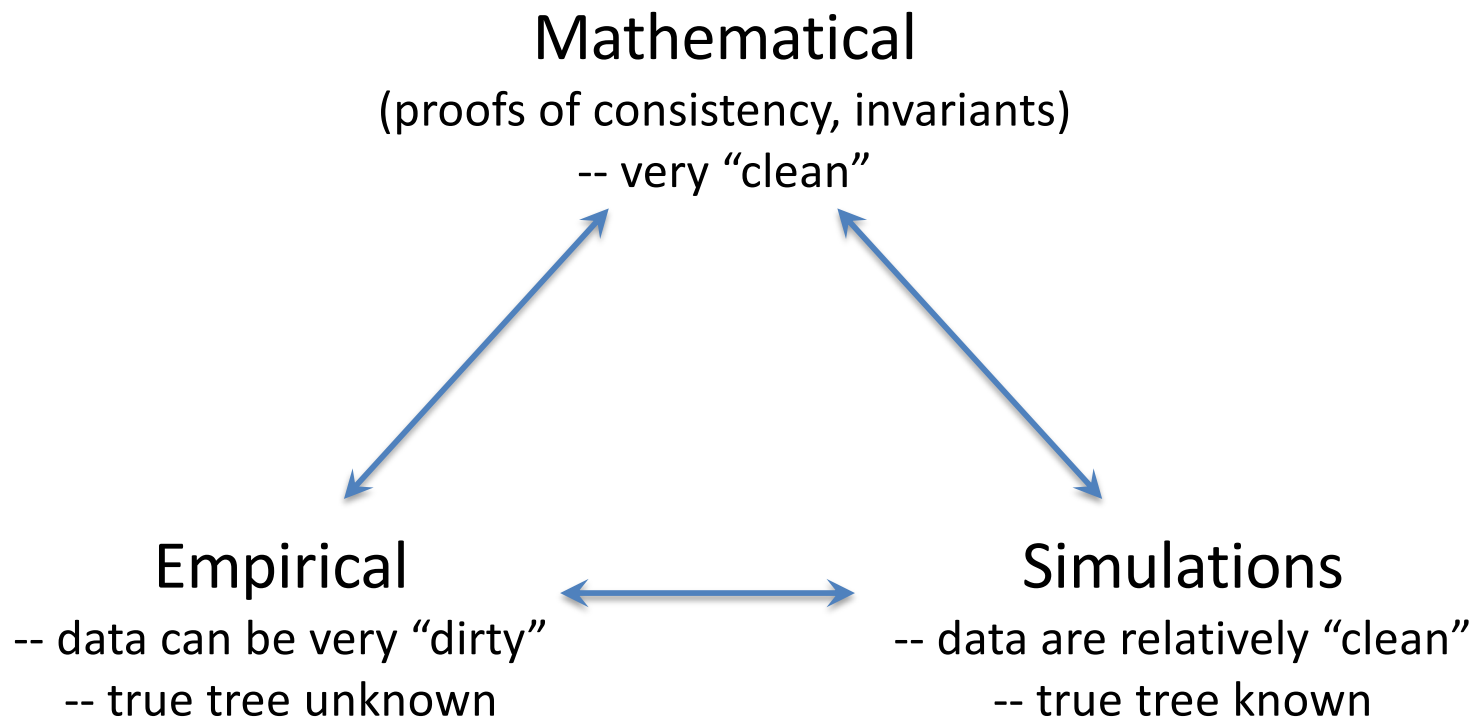 Mathematical
(proofs of consistency, invariants)
-- very “clean”
Empirical
-- data can be very “dirty”
-- true tree unknown
Simulations
-- data are relatively “clean”
-- true tree known